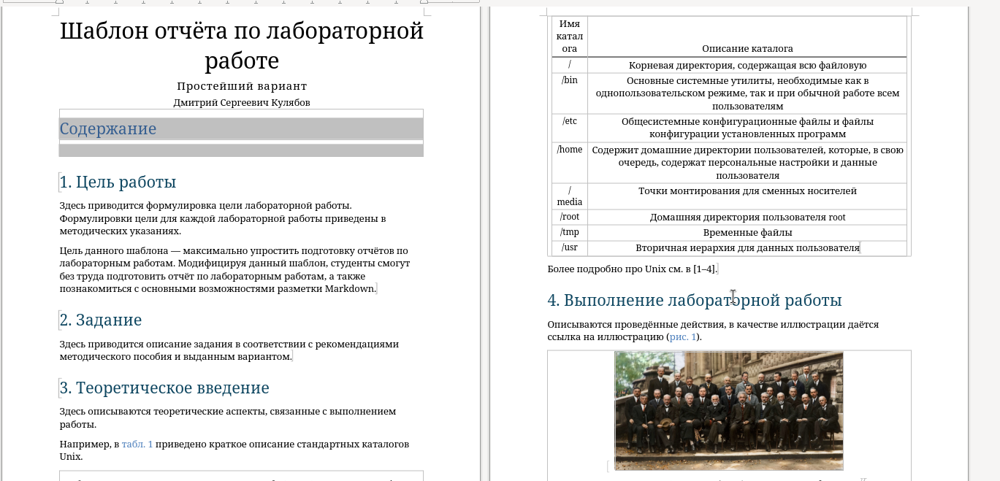 Шаблон отчёта по лабораторной
работе
Простейший вариант
Дмитрий Сергеевич Кулябов
Содержание
1. Цель работы
Здесь приводится формулировка цели лабораторной работы.
Формулировки цели для каждой лабораторной работы приведены в
методических указаниях.
Цель данного шаблона — максимально упростить подготовку отчётов по
лабораторным работам. Модифицируя данный шаблон, студенты смогут
без труда подготовить отчёт по лабораторным работам, а также
познакомиться с основными возможностями разметки Markdown.
2. Задание
Здесь приводится описание задания в соответствии с рекомендациями
методического пособия и выданным вариантом.
3. Теоретическое введение
Здесь описываются теоретические аспекты, связанные с выполнением
работы.
Например, в табл. 1 приведено краткое описание стандартных каталогов
Unix.
Имя
катал
ога
Описание каталога
/
Корневая директория, содержащая всю файловую
/bin
Основные системные утилиты, необходимые как в
однопользовательском режиме, так и при обычной работе всем
пользователям
/etc
Общесистемные конфигурационные файлы и файлы
конфигурации установленных программ
/home
Содержит домашние директории пользователей, которые, в свою
очередь, содержат персональные настройки и данные
пользователя
/
media
Точки монтирования для сменных носителей
/root
Домашняя директория пользователя root
/tmp
Временные файлы
/usr
Вторичная иерархия для данных пользователя
Более подробно про Unix см. в [1–4].
4. Выполнение лабораторной работы
Описываются проведённые действия, в качестве иллюстрации даётся
ссылка на иллюстрацию (рис. 1).